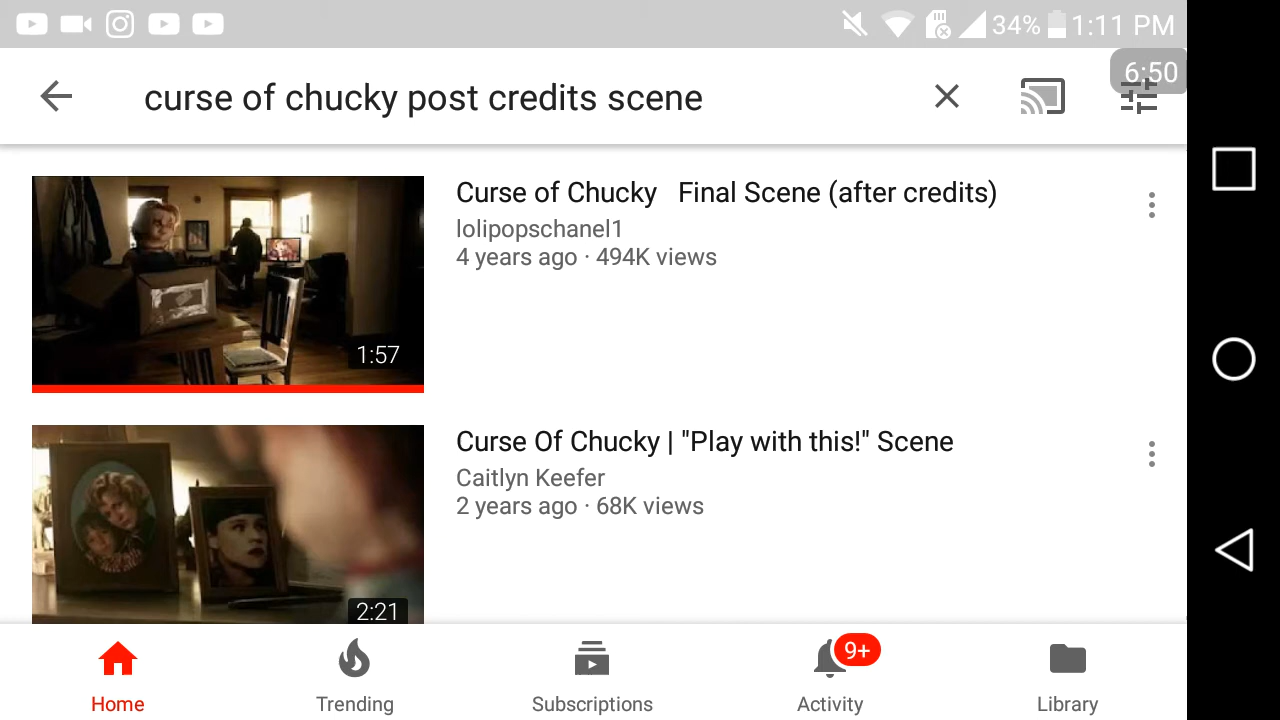 34% 1:11 PM
6:50
curse of chucky post credits scene
Curse of Chucky Final Scene (after credits)
lolipopschanel1
4 years ago · 494K views
1:57
Curse Of Chucky | "Play with this!" Scene
Caitlyn Keefer
2 years ago · 68K views
2:21
9+
Home Trending Subscriptions Activity Library